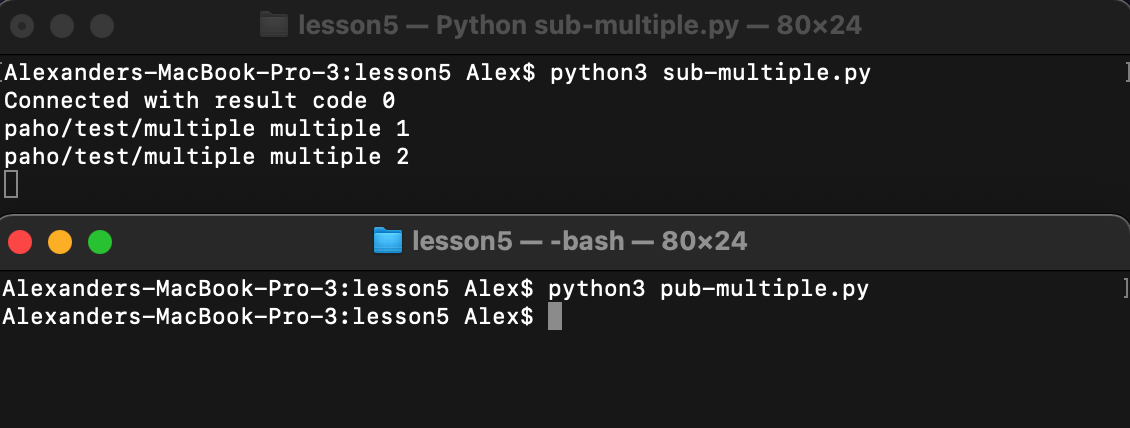 lesson5 — Python sub-multiple.py — 80×24
[Alexanders-MacBook-Pro-3:lesson5 Alex$ python3 sub-multiple.py ]
Connected with result code 0
paho/test/multiple multiple 1
paho/test/multiple multiple 2
lesson5 — -bash — 80×24
Alexanders-MacBook-Pro-3:lesson5 Alex$ python3 pub-multiple.py ]
Alexanders-MacBook-Pro-3:lesson5 Alex$